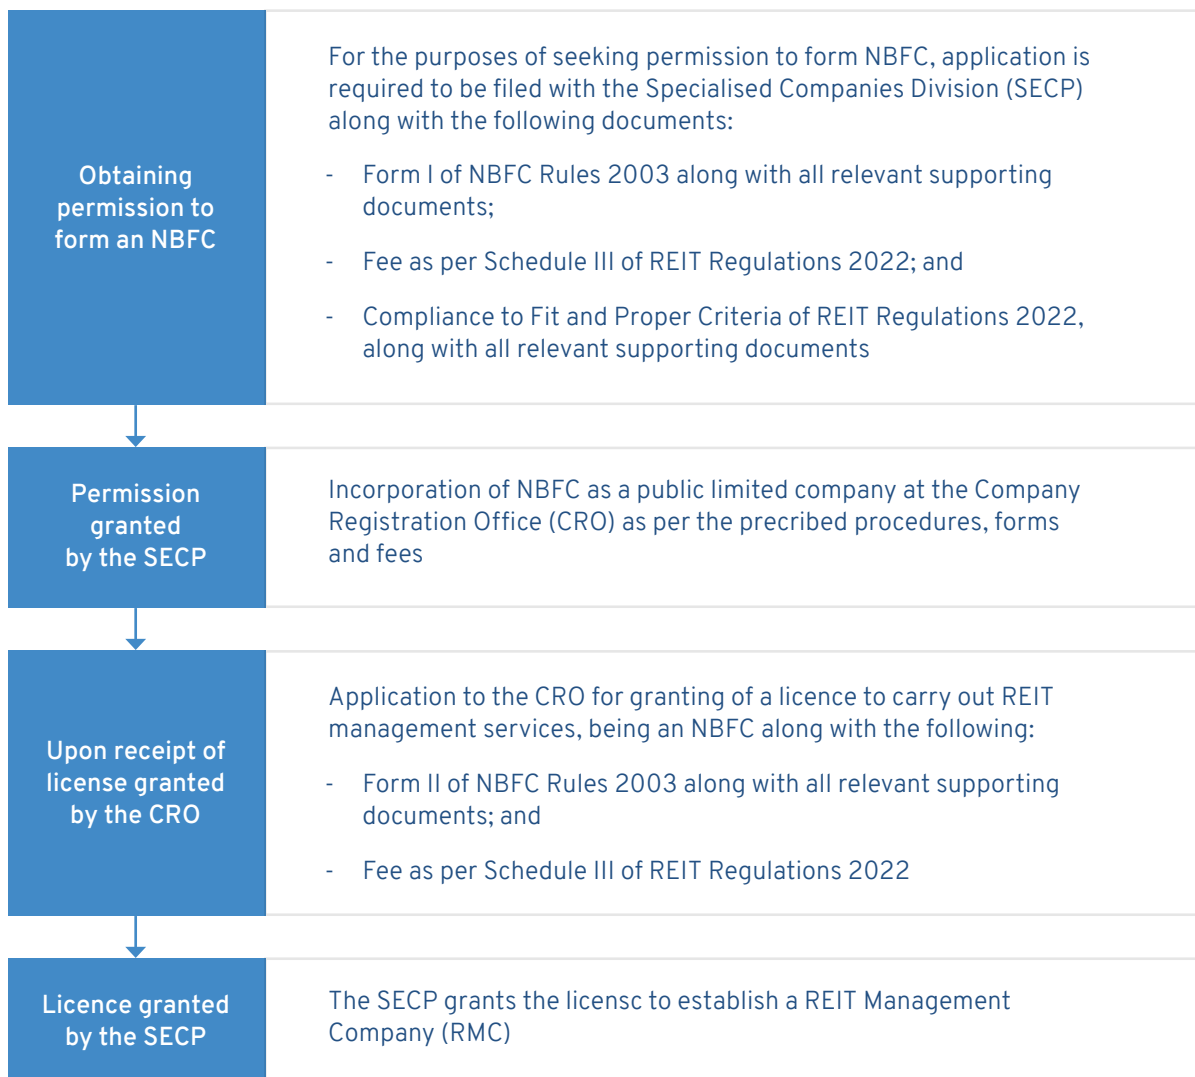 Obtaining
permission to
form an NBFC
For the purposes of seeking permission to form NBFC, application is
required to be filed with the Specialised Companies Division (SECP)
along with the following documents:
- Form I of NBFC Rules 2003 along with all relevant supporting
documents;
- Fee as per Schedule III of REIT Regulations 2022; and
- Compliance to Fit and Proper Criteria of REIT Regulations 2022,
along with all relevant supporting documents
Permission
granted
by the SECP
Incorporation of NBFC as a public limited company at the Company
Registration Office (CRO) as per the precribed procedures, forms
and fees
Upon receipt of
license granted
by the CRO
Application to the CRO for granting of a licence to carry out REIT
management services, being an NBFC along with the following:
- Form II of NBFC Rules 2003 along with all relevant supporting
documents; and
- Fee as per Schedule III of REIT Regulations 2022
Licence granted
by the SECP
The SECP grants the licensc to establish a REIT Management
Company (RMC)